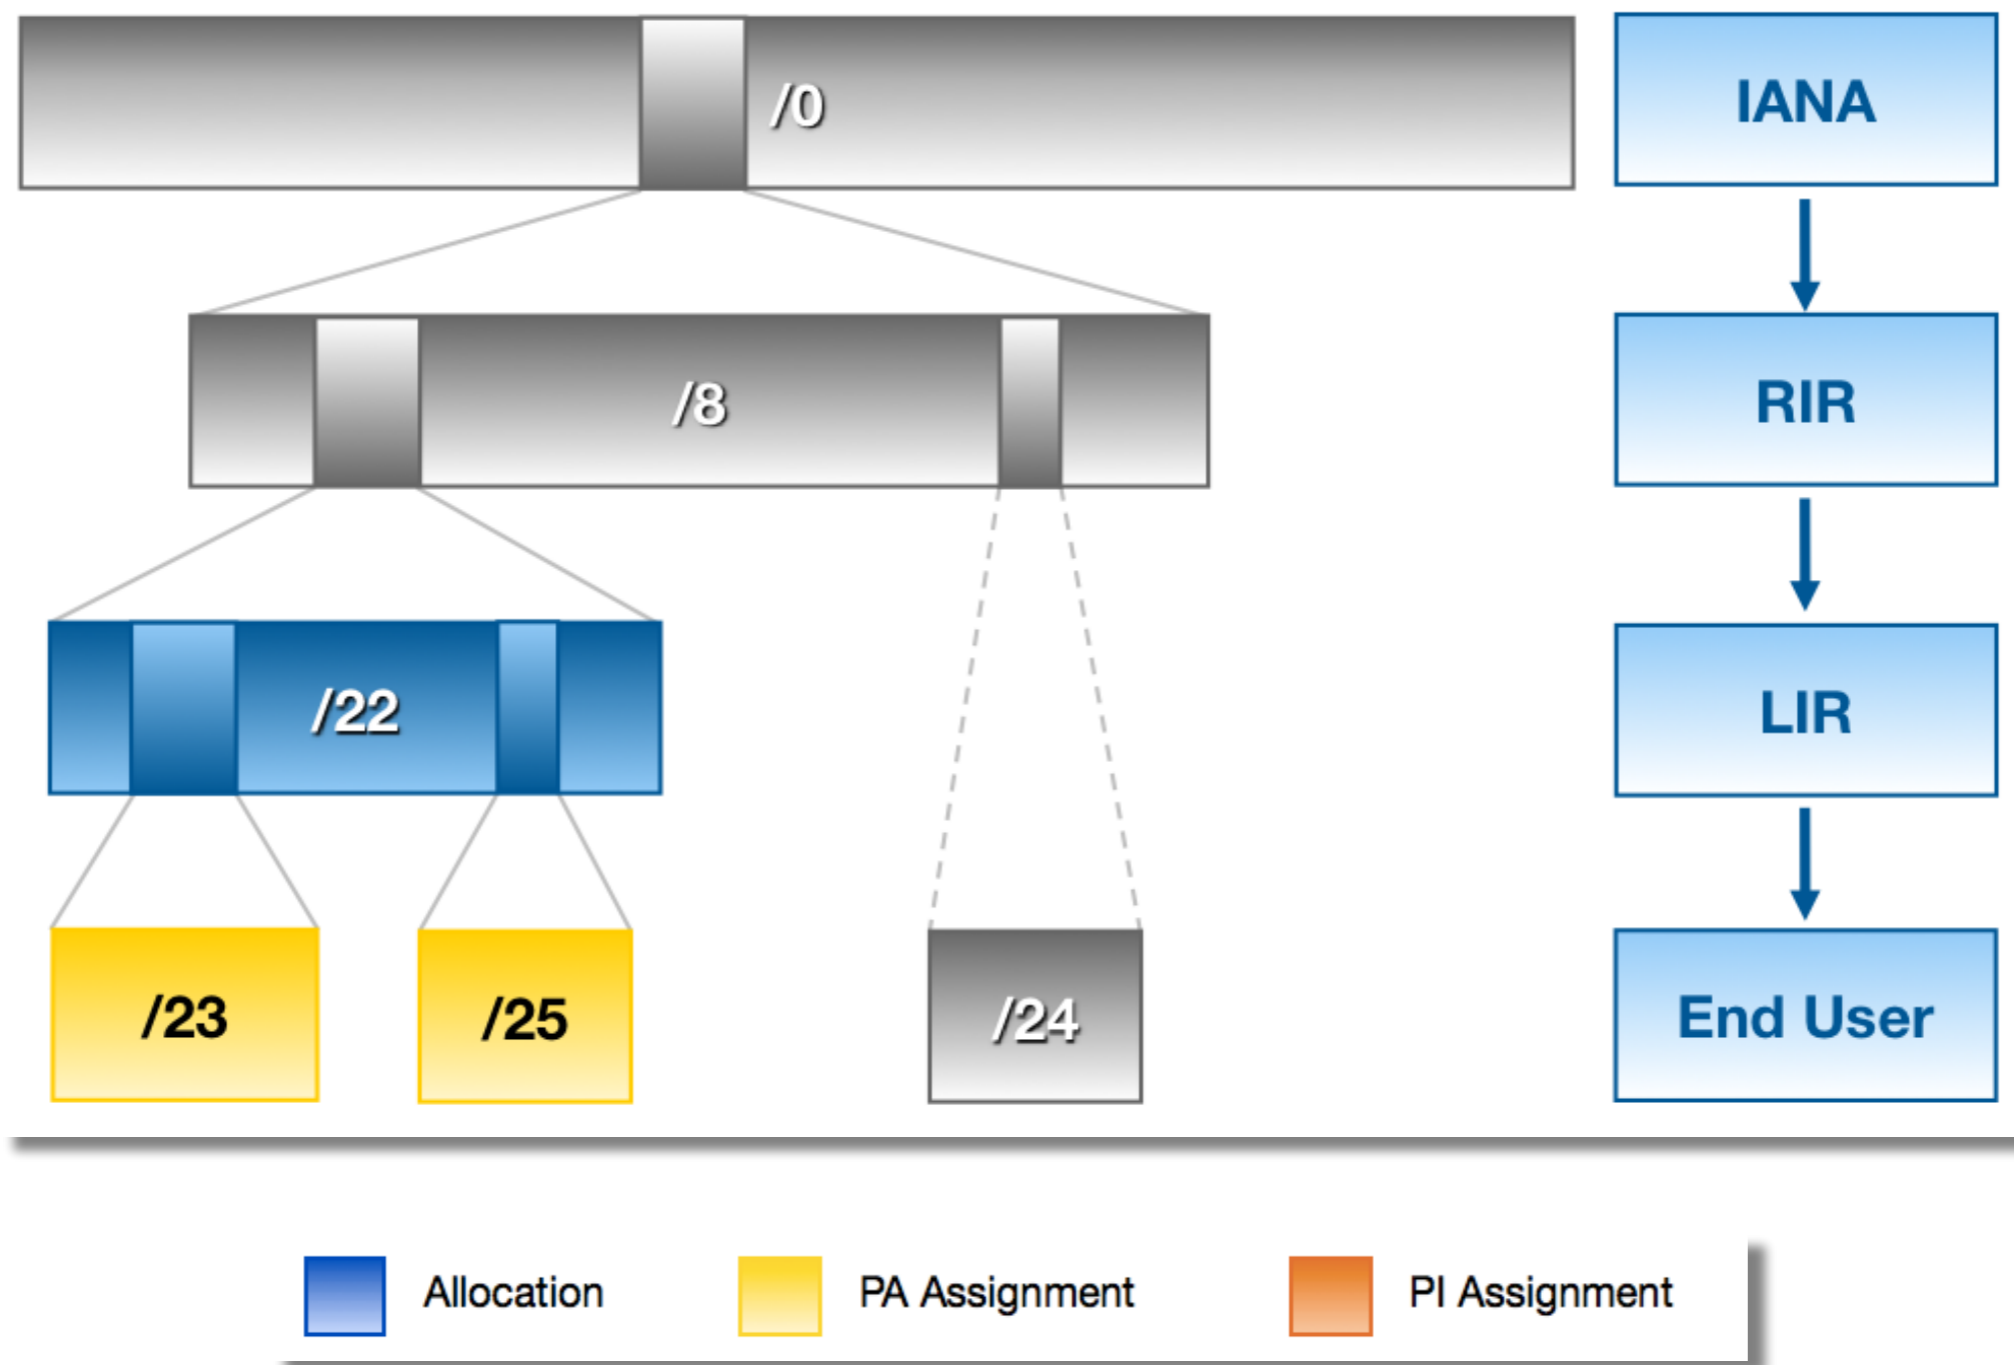 /0
IANA
/8
RIR
/22
LIR
/23
/25
/24
End User
Allocation
PA Assignment
PI Assignment